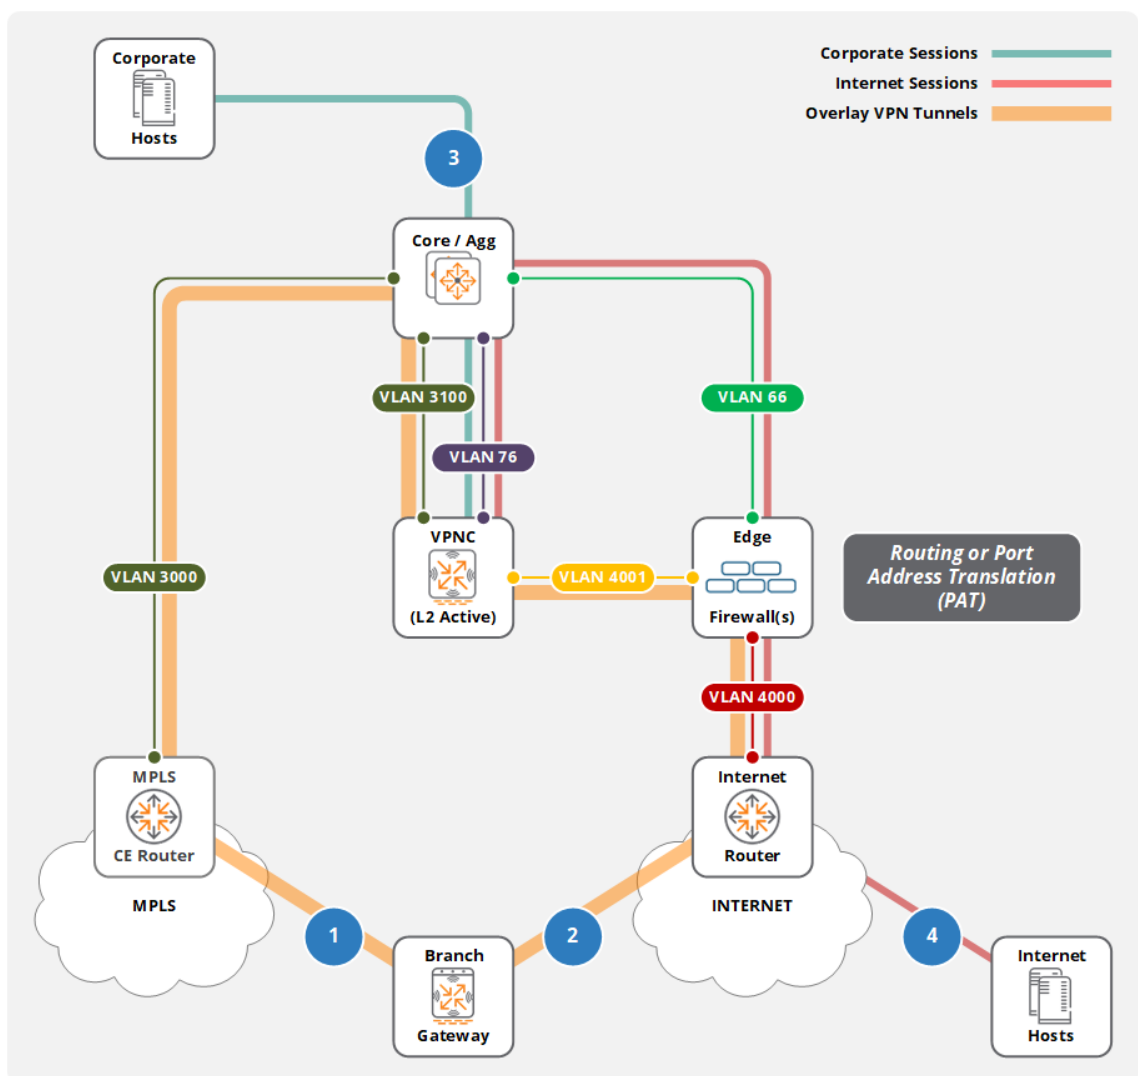 Corporate
Hosts
Corporate Sessions
Internet Sessions
Overlay VPN Tunnels
3
Core / Agg
VLAN 3100
VLAN 66
VLAN 76
VPNC
(L2 Active)
Edge
Firewall(s)
Routing or Port
Address Translation
(PAT)
VLAN 3000
VLAN 4001
VLAN 4000
MPLS
CE Router
MPLS
Internet
Router
INTERNET
1
2
4
Branch
Gateway
Internet
Hosts